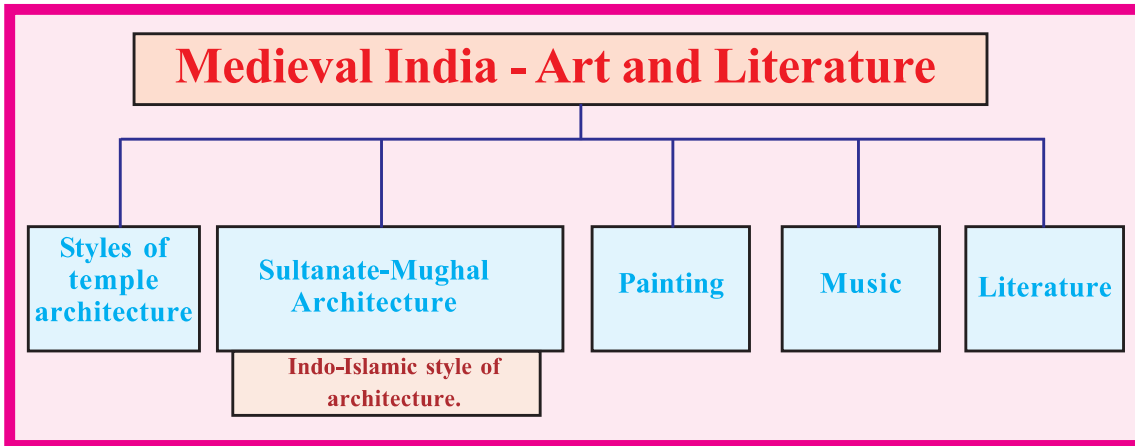 Medieval India - Art and Literature
Styles of
temple
architecture
Sultanate-Mughal
Architecture
Indo-Islamic style of
architecture.
Painting
Music
Literature